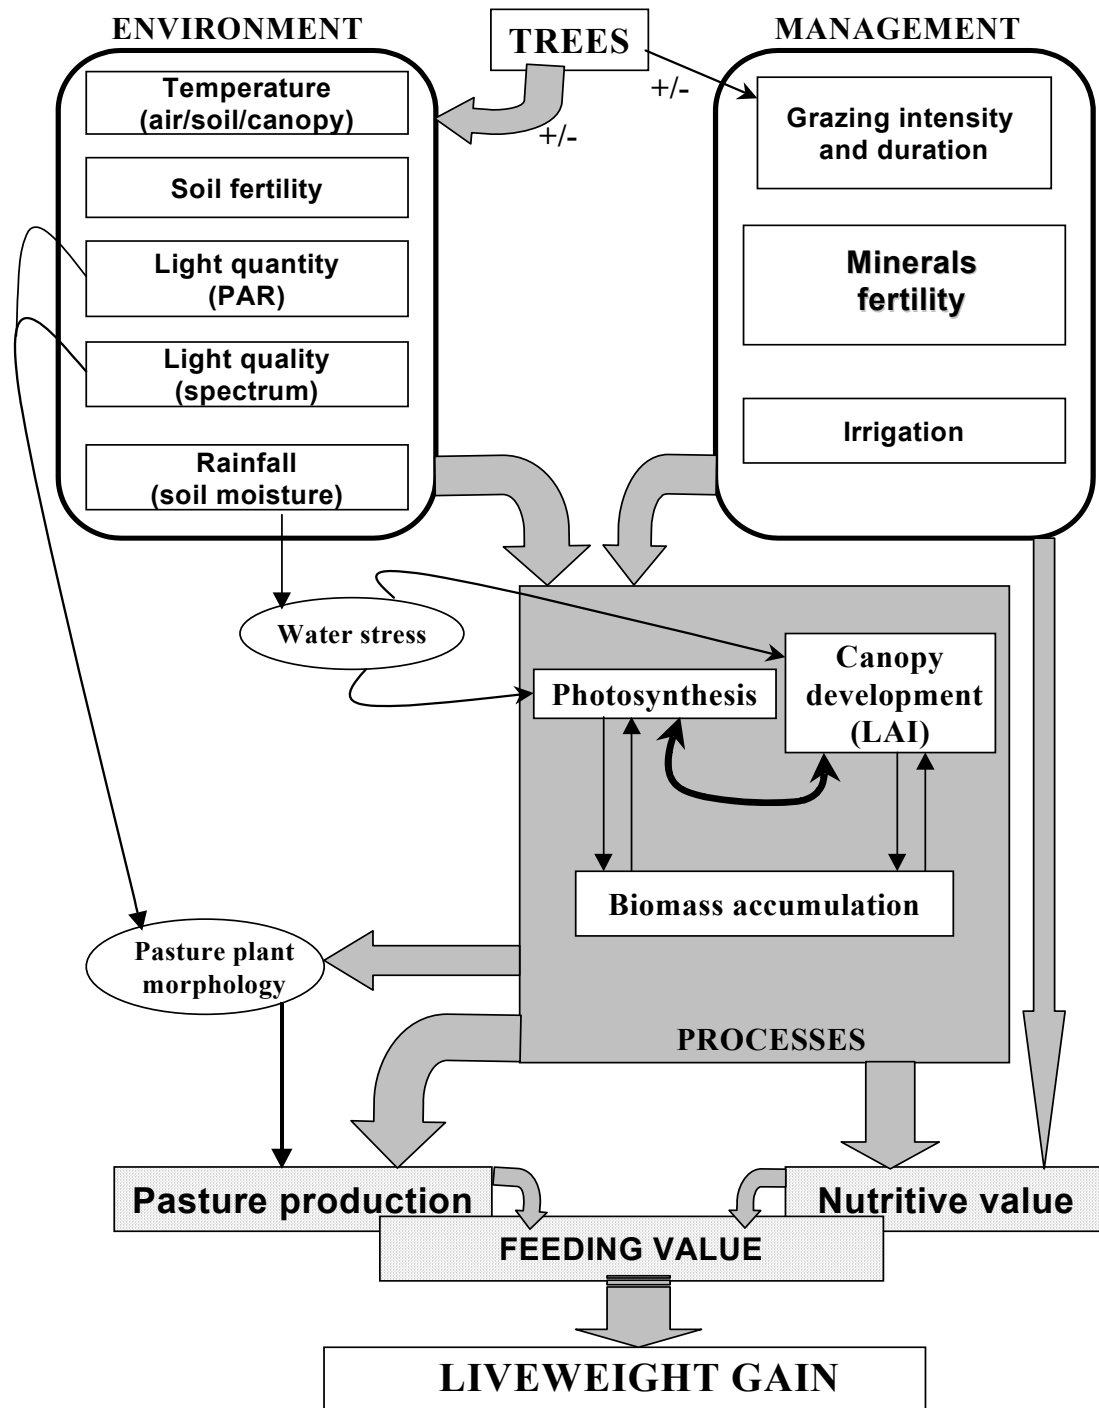 ENVIRONMENT
TREES
MANAGEMENT
Temperature
(air/soil/canopy)
+/-
+/-
Grazing intensity
and duration
Soil fertility
Light quantity
(PAR)
Minerals
fertility
Light quality
(spectrum)
Irrigation
Rainfall
(soil moisture)
Water stress
Canopy
development
(LAI)
Photosynthesis
Biomass accumulation
Pasture plant
morphology
PROCESSES
Pasture production
Nutritive value
FEEDING VALUE
LIVEWEIGHT GAIN